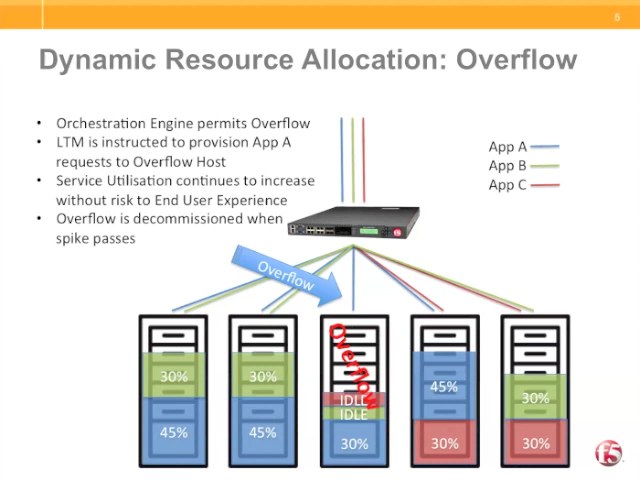 5
Dynamic Resource Allocation: Overflow
• Orchestration Engine permits Overflow
• LTM is instructed to provision App A
requests to Overflow Host
• Service Utilisation continues to increase
without risk to End User Experience
• Overflow is decommissioned when
spike passes
App A
App B
App C
f5
Overflow
Overflow
30%
30%
IDLE
IDLE
45%
30%
45%
45%
30%
30%
30%
f5